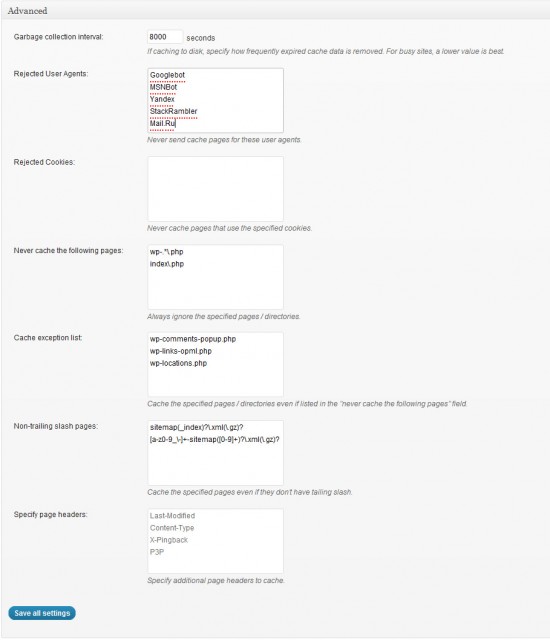 Advanced
Garbage collection interval: 8000 seconds
If caching to disk, specify how frequently expired cache data is removed. For busy sites, a lower value is best.
Rejected User Agents:
Googlebot
MSNBot
Yandex
StackRambler
Mail.Ru
Never send cache pages for these user agents.
Rejected Cookies:
Never cache pages that use the specified cookies.
Never cache the following pages:
wp-.*\.php
index\.php
Always ignore the specified pages / directories.
Cache exception list:
wp-comments-popup.php
wp-links-opml.php
wp-locations.php
Cache the specified pages / directories even if listed in the "never cache the following pages" field.
Non-trailing slash pages:
sitemap(_index)?\.xml(\.gz)?
[a-z0-9_\-]+-sitemap([0-9]+)?\.xml(\.gz)?
Cache the specified pages even if they don't have tailing slash.
Specify page headers:
Last-Modified
Content-Type
X-Pingback
P3P
Specify additional page headers to cache.
Save all settings